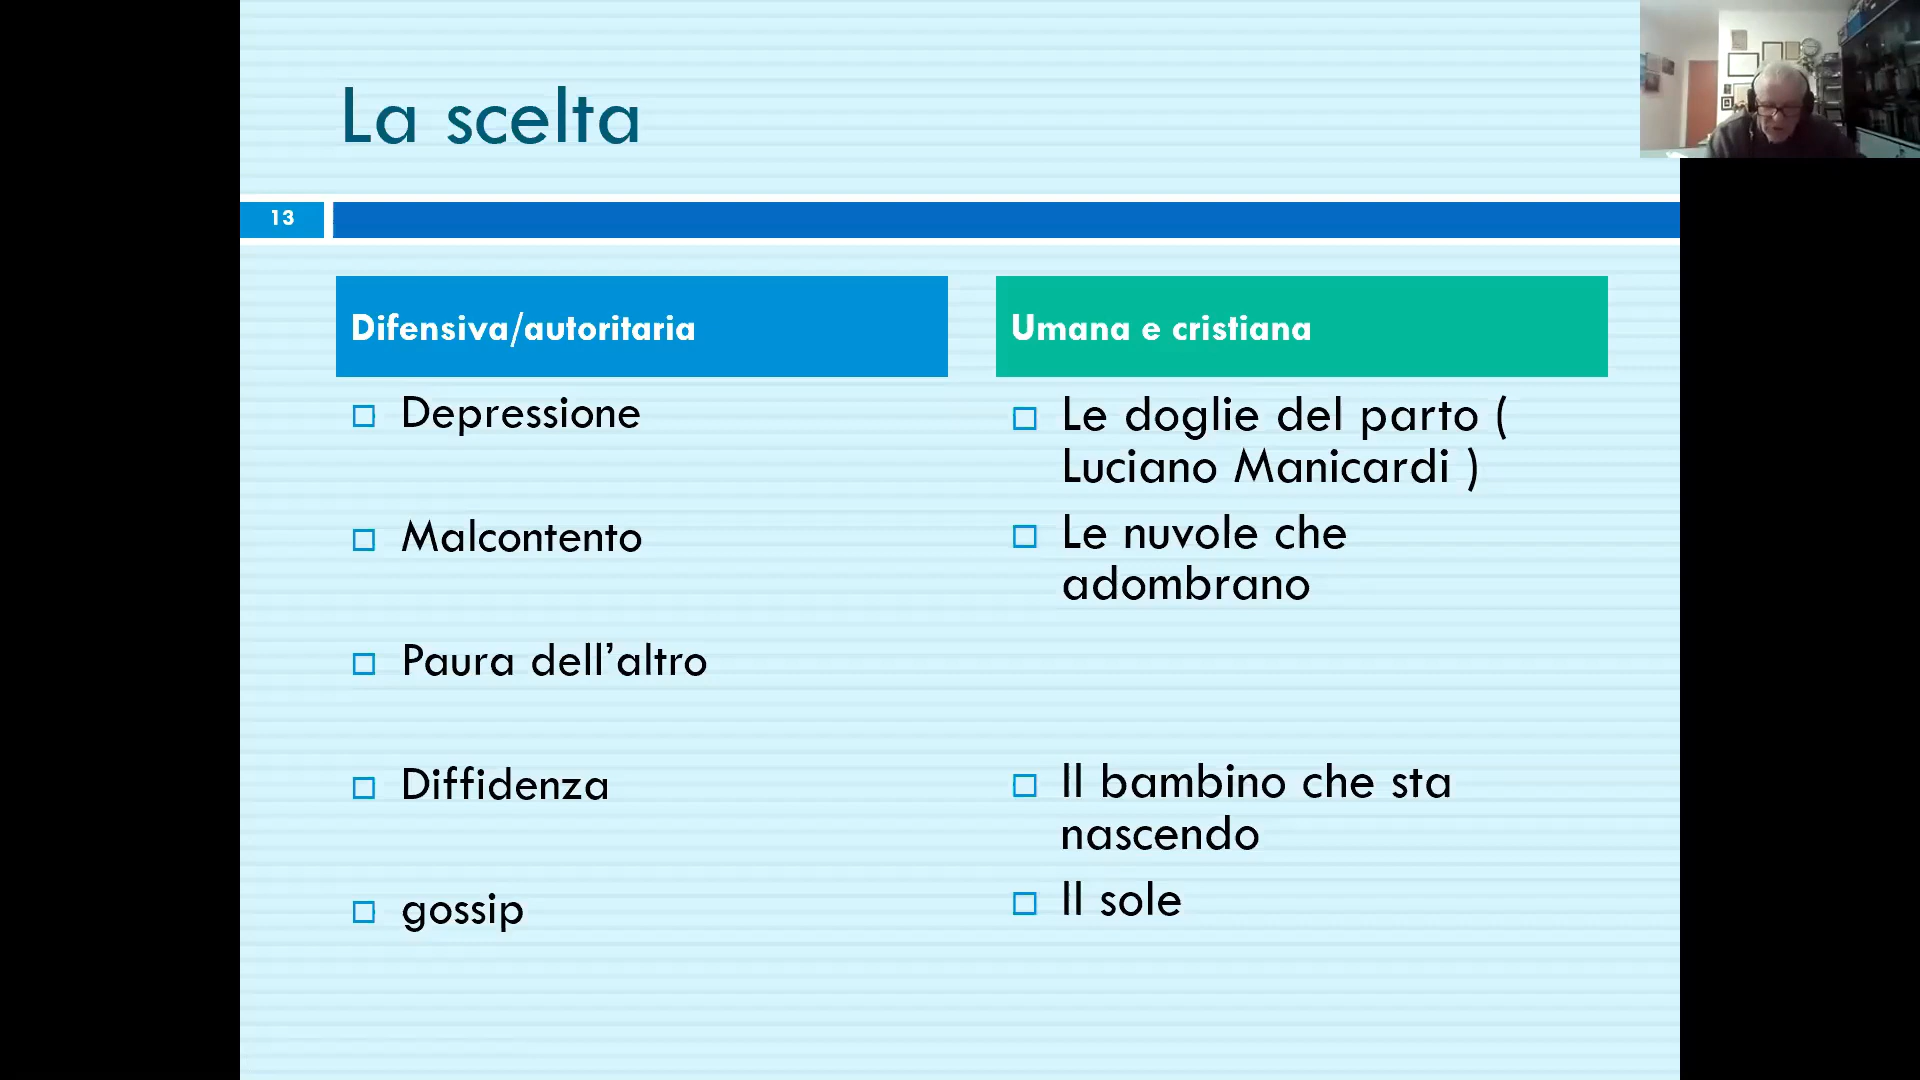 La scelta
13
Difensiva/autoritaria
Depressione
Malcontento
Paura dell’altro
Diffidenza
gossip
Umana e cristiana
Le doglie del parto (
Luciano Manicardi )
Le nuvole che
adombrano
Il bambino che sta
nascendo
Il sole